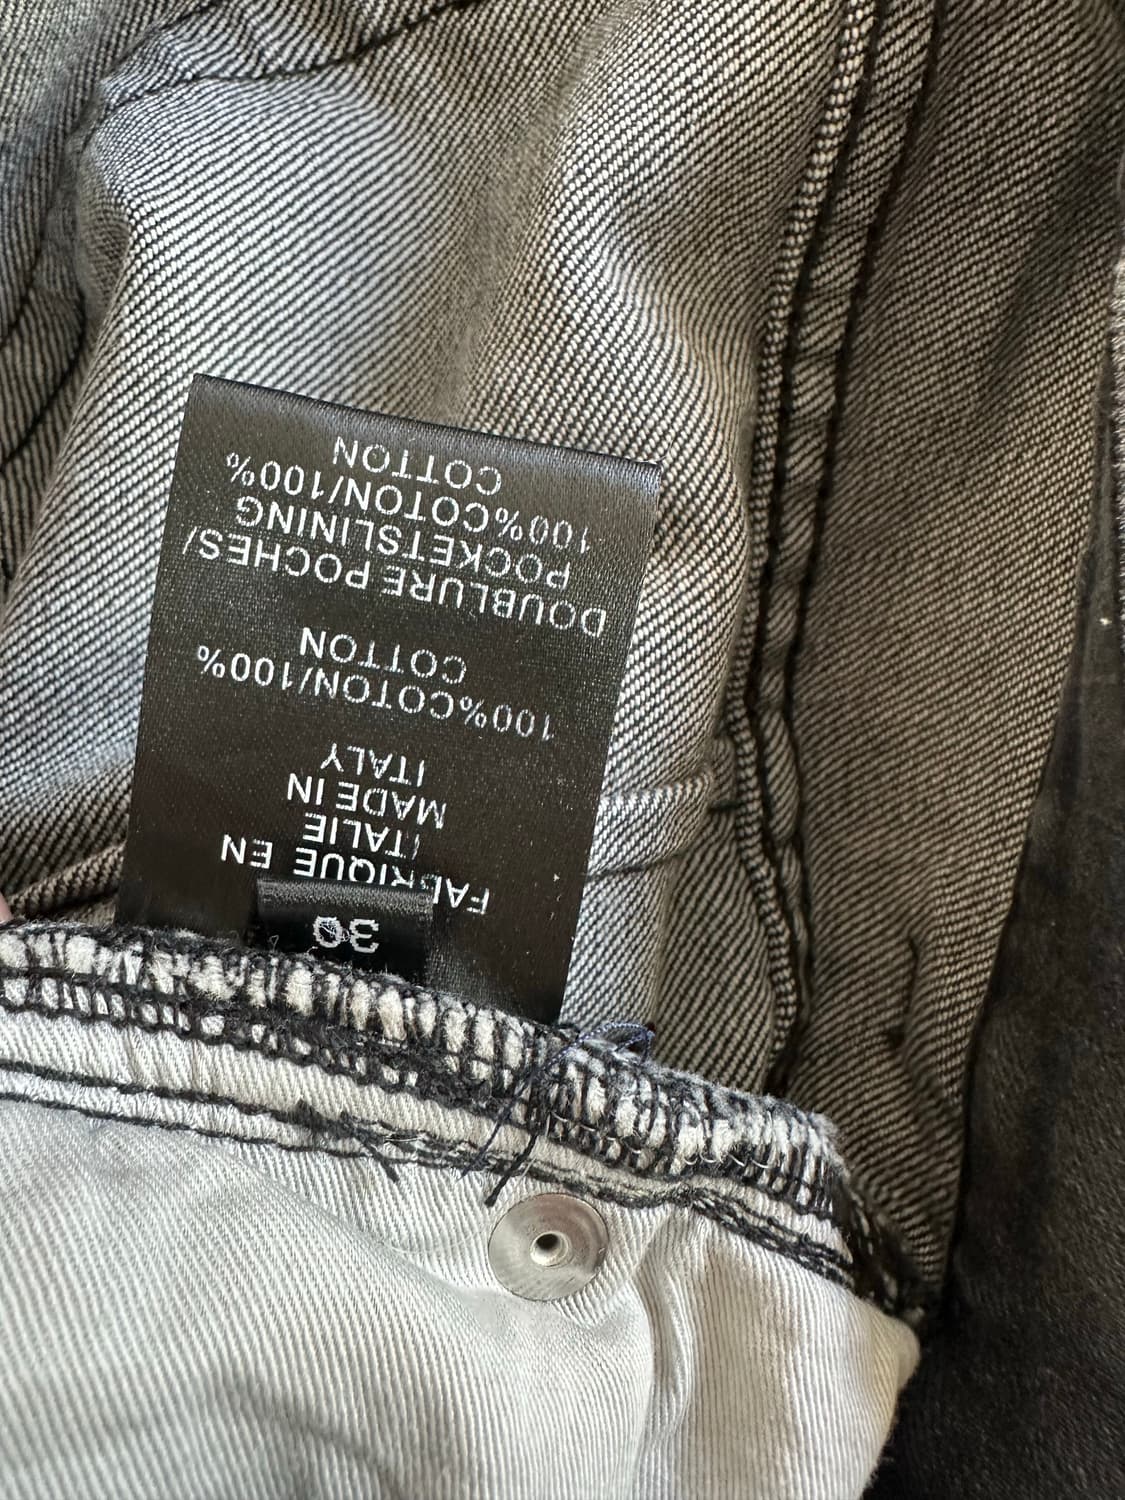 30
FABRIQUE EN
ITALIE
MADE IN
ITALY
100%COTON/100%
COTTON
DOUBLURE POCHES/
POCKETSLINING
100%COTON/100%
COTTON